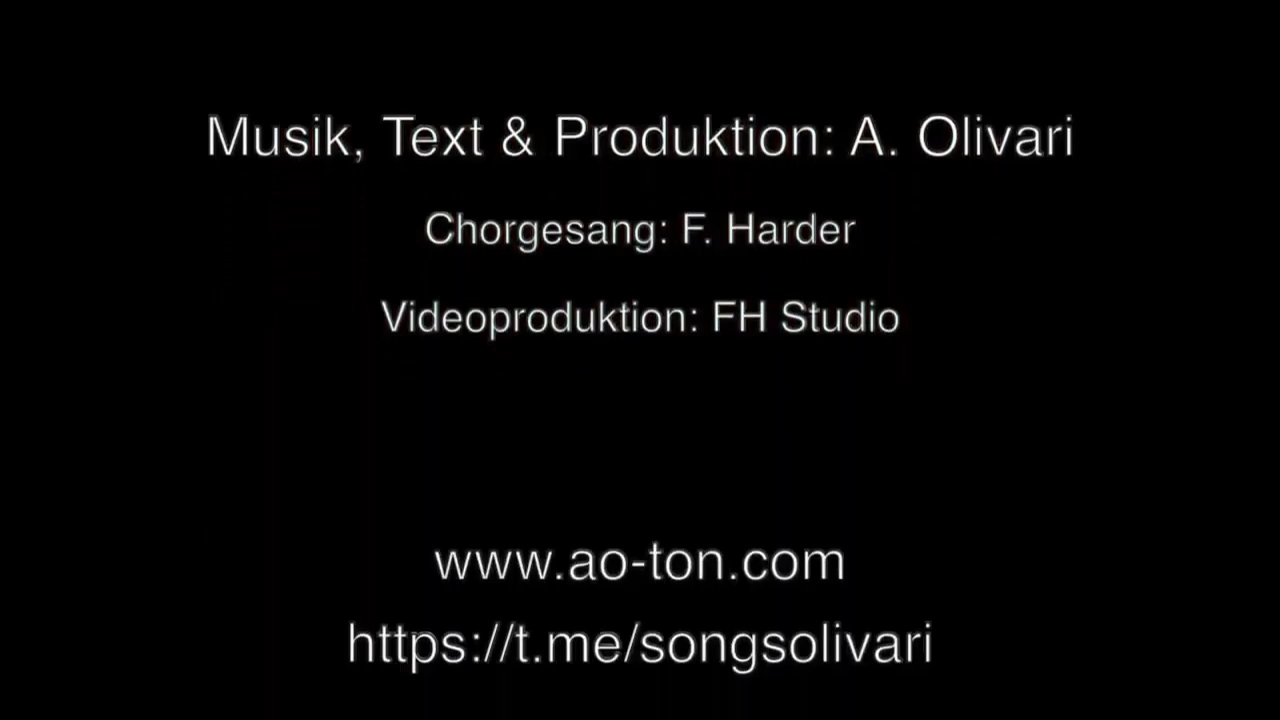 Musik, Text & Produktion: A. Olivari
Chorgesang: F. Harder
Videoproduktion: FH Studio
www.ao-ton.com
https://t.me/songsolivari